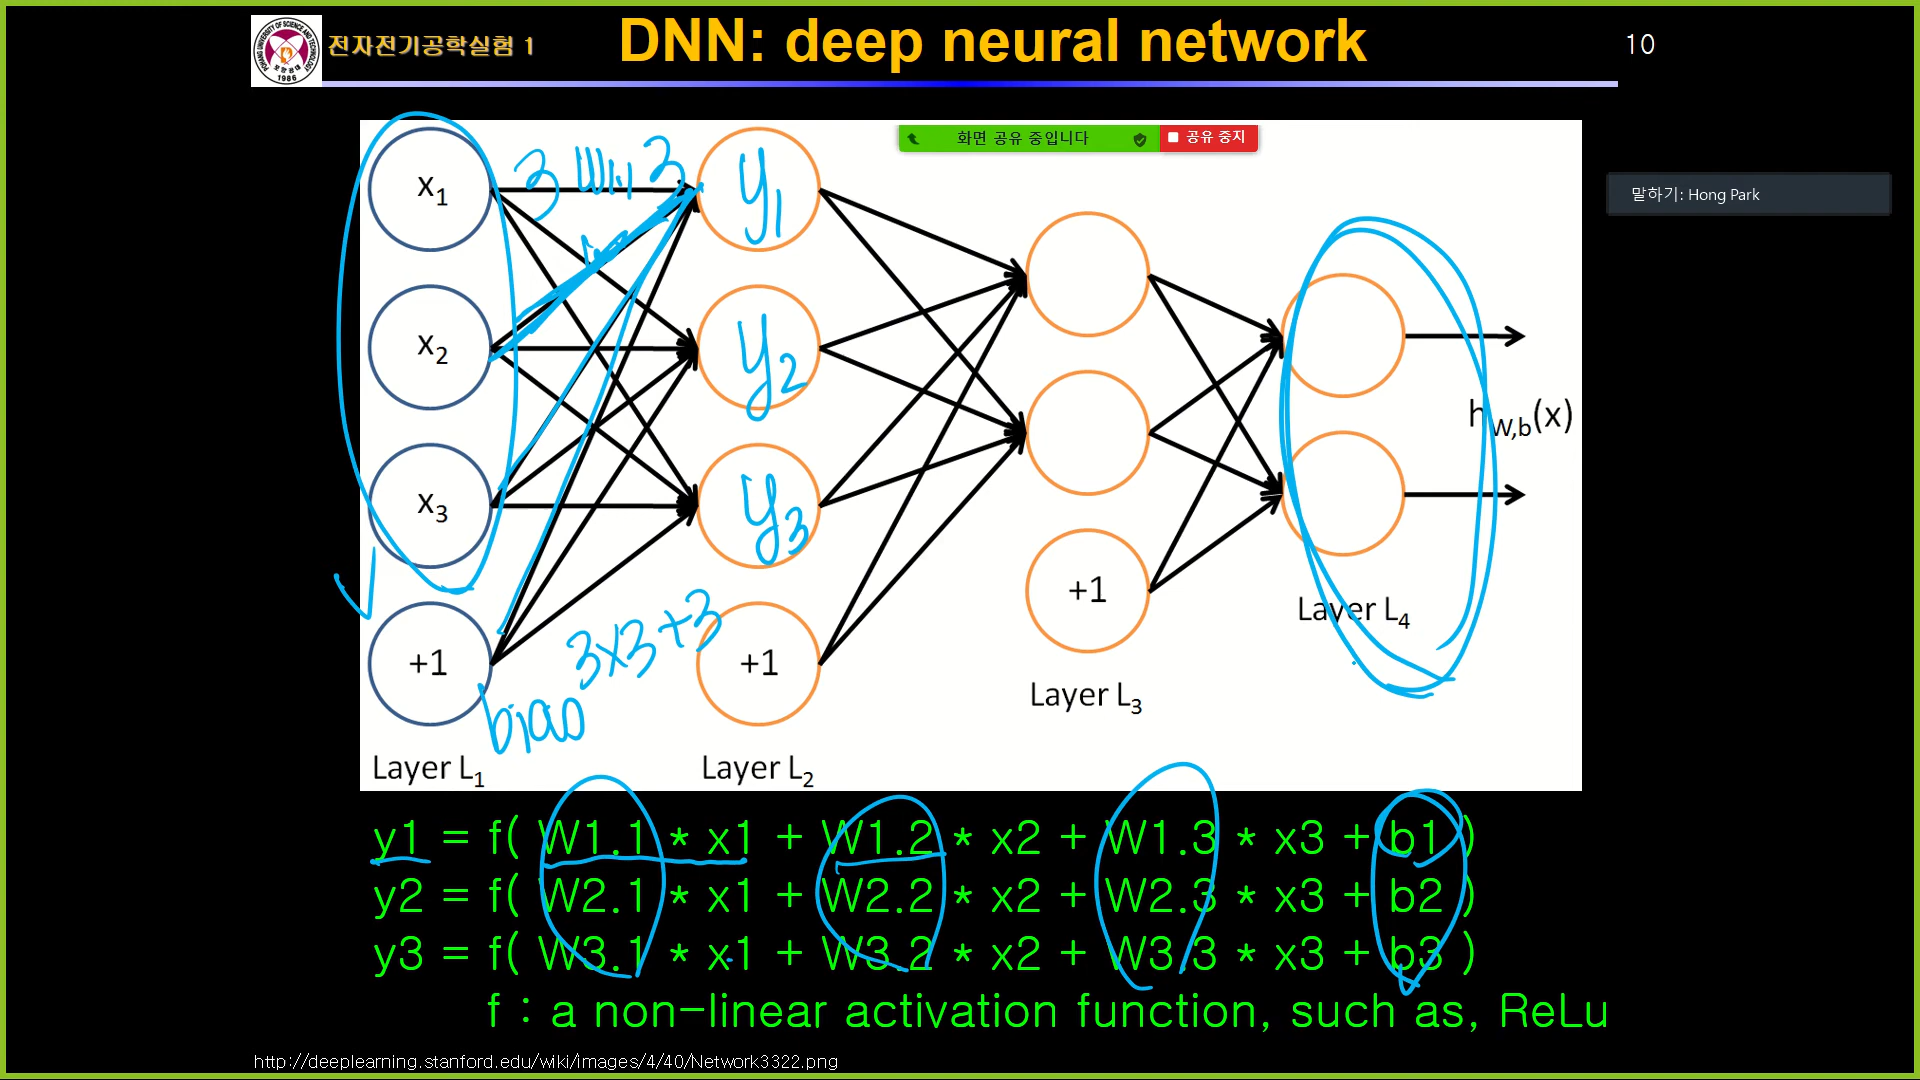 전자전기공학실험 1
DNN: deep neural network
10
화면 공유 중입니다
공유 중지
말하기: Hong Park
x1
3
y1
x2
y2
x3
y3
hW,b(x)
+1
3x3+3
+1
+1
bias
Layer L1
Layer L2
Layer L3
Layer L4
y1 = f( W1.1 * x1 + W1.2 * x2 + W1.3 * x3 + b1 )
y2 = f( W2.1 * x1 + W2.2 * x2 + W2.3 * x3 + b2 )
y3 = f( W3.1 * x1 + W3.2 * x2 + W3.3 * x3 + b3 )
f : a non-linear activation function, such as, ReLu
http://deeplearning.stanford.edu/wiki/images/4/40/Network3322.png